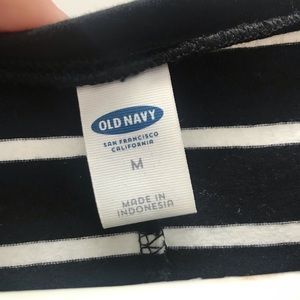 OLD NAVY
SAN FRANCISCO
CALIFORNIA
M
MADE IN
INDONESIA